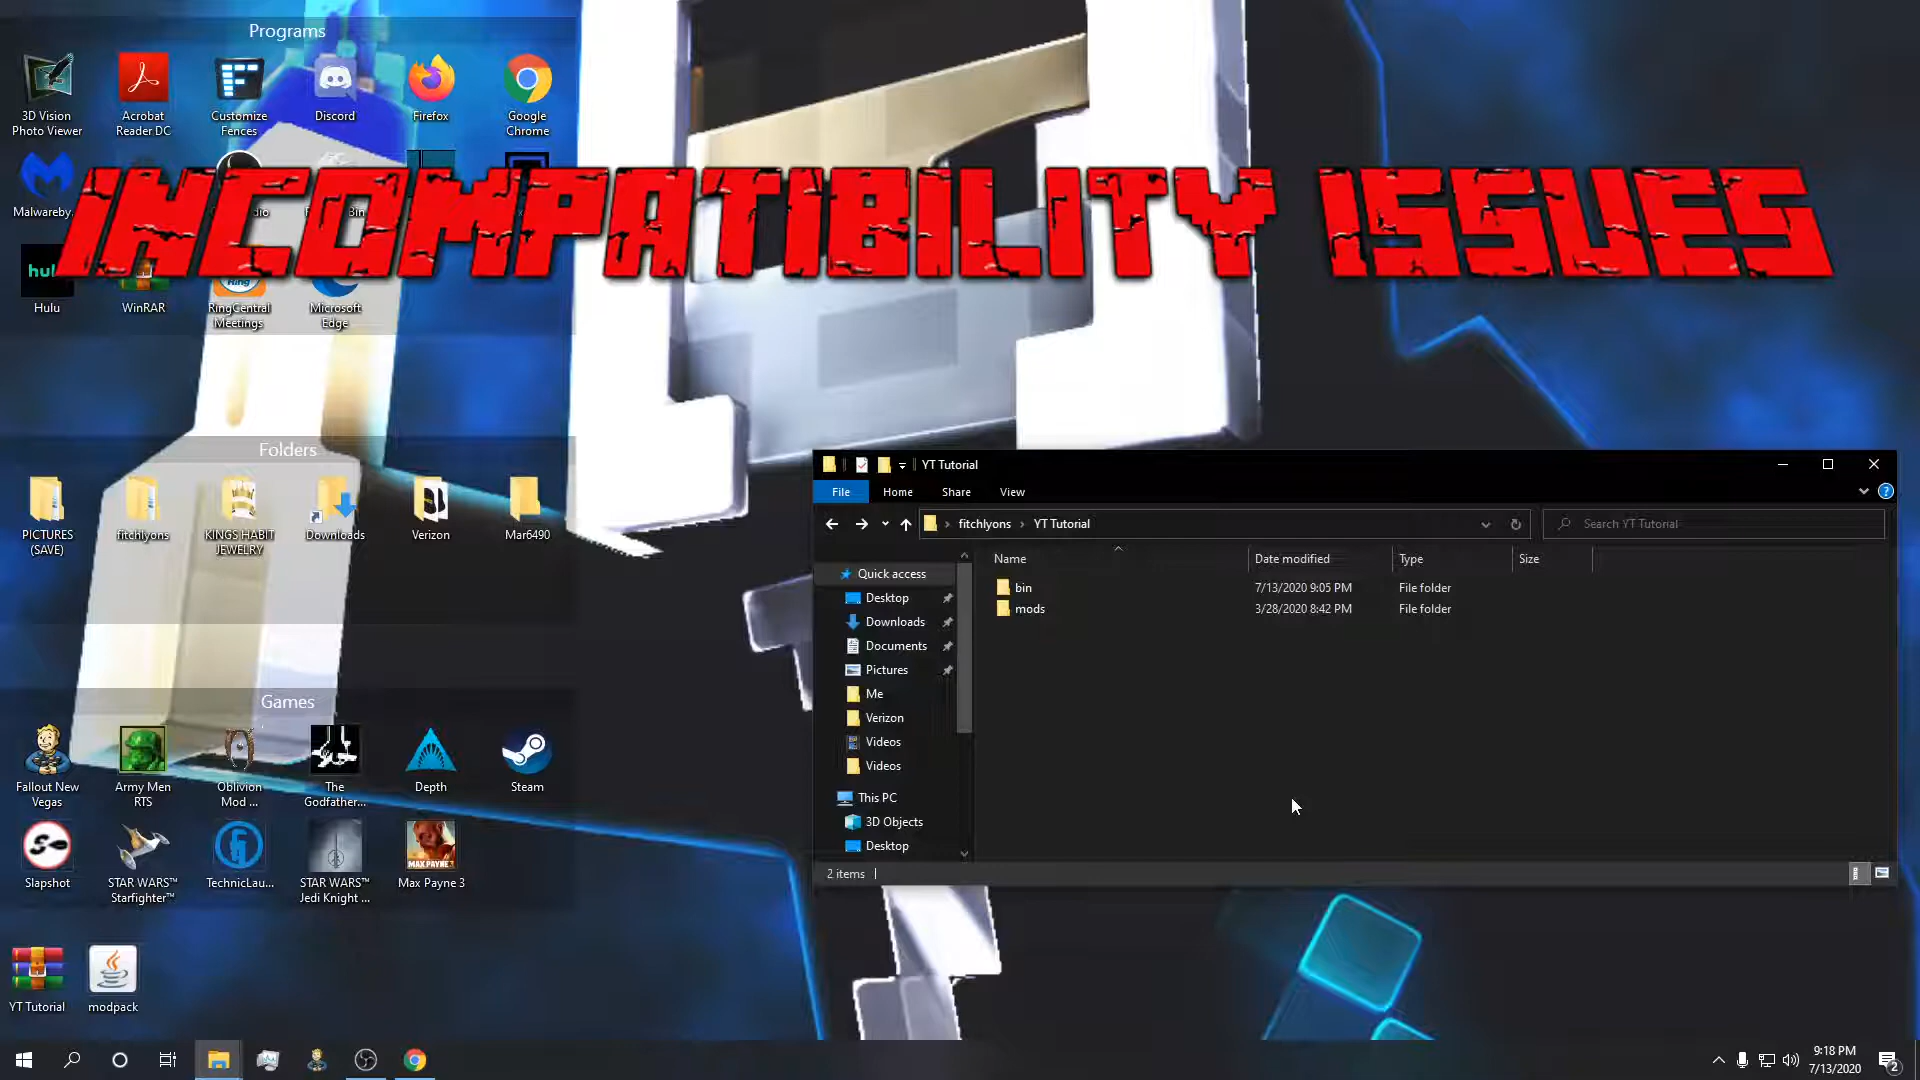 Programs
3D Vision Photo Viewer
Acrobat Reader DC
Customize Fences
Discord
Firefox
Google Chrome
INCOMPATIBILITY ISSUES
Malwareby...
hulu
Hulu
WinRAR
Ring
RingCentral Meetings
Microsoft Edge
Folders
PICTURES (SAVE)
fitchlyons
KINGS HABIT JEWELRY
Downloads
Verizon
Mar6490
YT Tutorial
File
Home
Share
View
fitchlyons › YT Tutorial
Search YT Tutorial
Name
Date modified
Type
Size
bin
7/13/2020 9:05 PM
File folder
mods
3/28/2020 8:42 PM
File folder
Quick access
Desktop
Downloads
Documents
Pictures
Me
Verizon
Videos
Videos
This PC
3D Objects
Desktop
2 items
Games
Fallout New Vegas
Army Men RTS
Oblivion Mod ...
The Godfather...
Depth
Steam
Slapshot
STAR WARS™ Starfighter™
TechnicLau...
STAR WARS™ Jedi Knight ...
MAX PAYNE 3
Max Payne 3
YT Tutorial
modpack
9:18 PM
7/13/2020
2